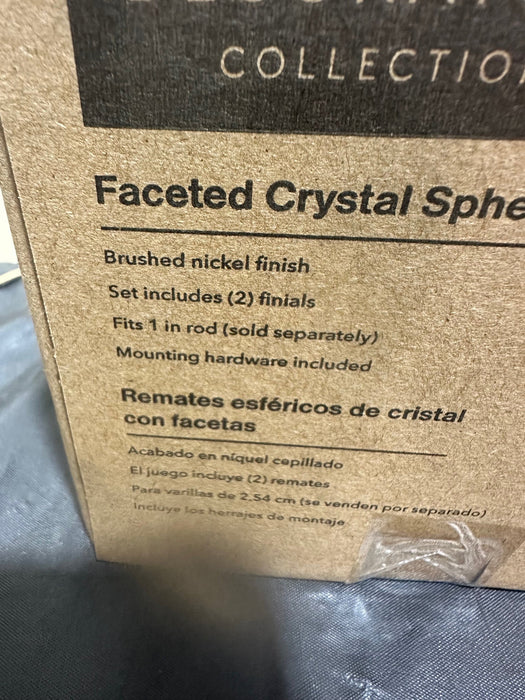 COLLECTIO
Faceted Crystal Sphe
Brushed nickel finish
Set includes (2) finials
Fits 1 in rod (sold separately)
Mounting hardware included
Remates esféricos de cristal
con facetas
Acabado en níquel cepillado
El juego incluye (2) remates
Para varillas de 2.54 cm (se venden por separado)
Incluye los herrajes de montaje